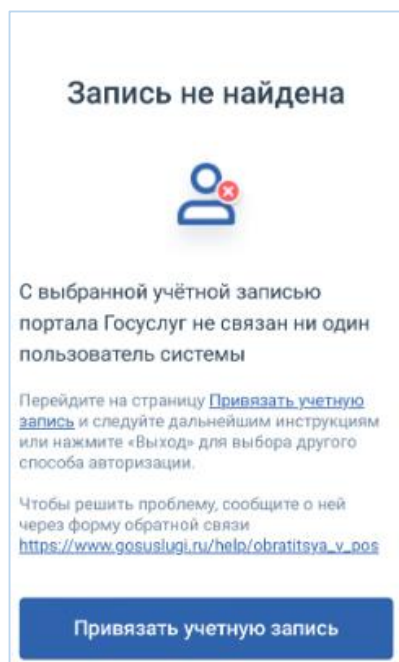 Запись не найдена
С выбранной учётной записью
портала Госуслуг не связан ни один
пользователь системы
Перейдите на страницу Привязать учетную
запись и следуйте дальнейшим инструкциям
или нажмите «Выход» для выбора другого
способа авторизации.
Чтобы решить проблему, сообщите о ней
через форму обратной связи
https://www.gosuslugi.ru/help/obratitsya_v_pos
Привязать учетную запись